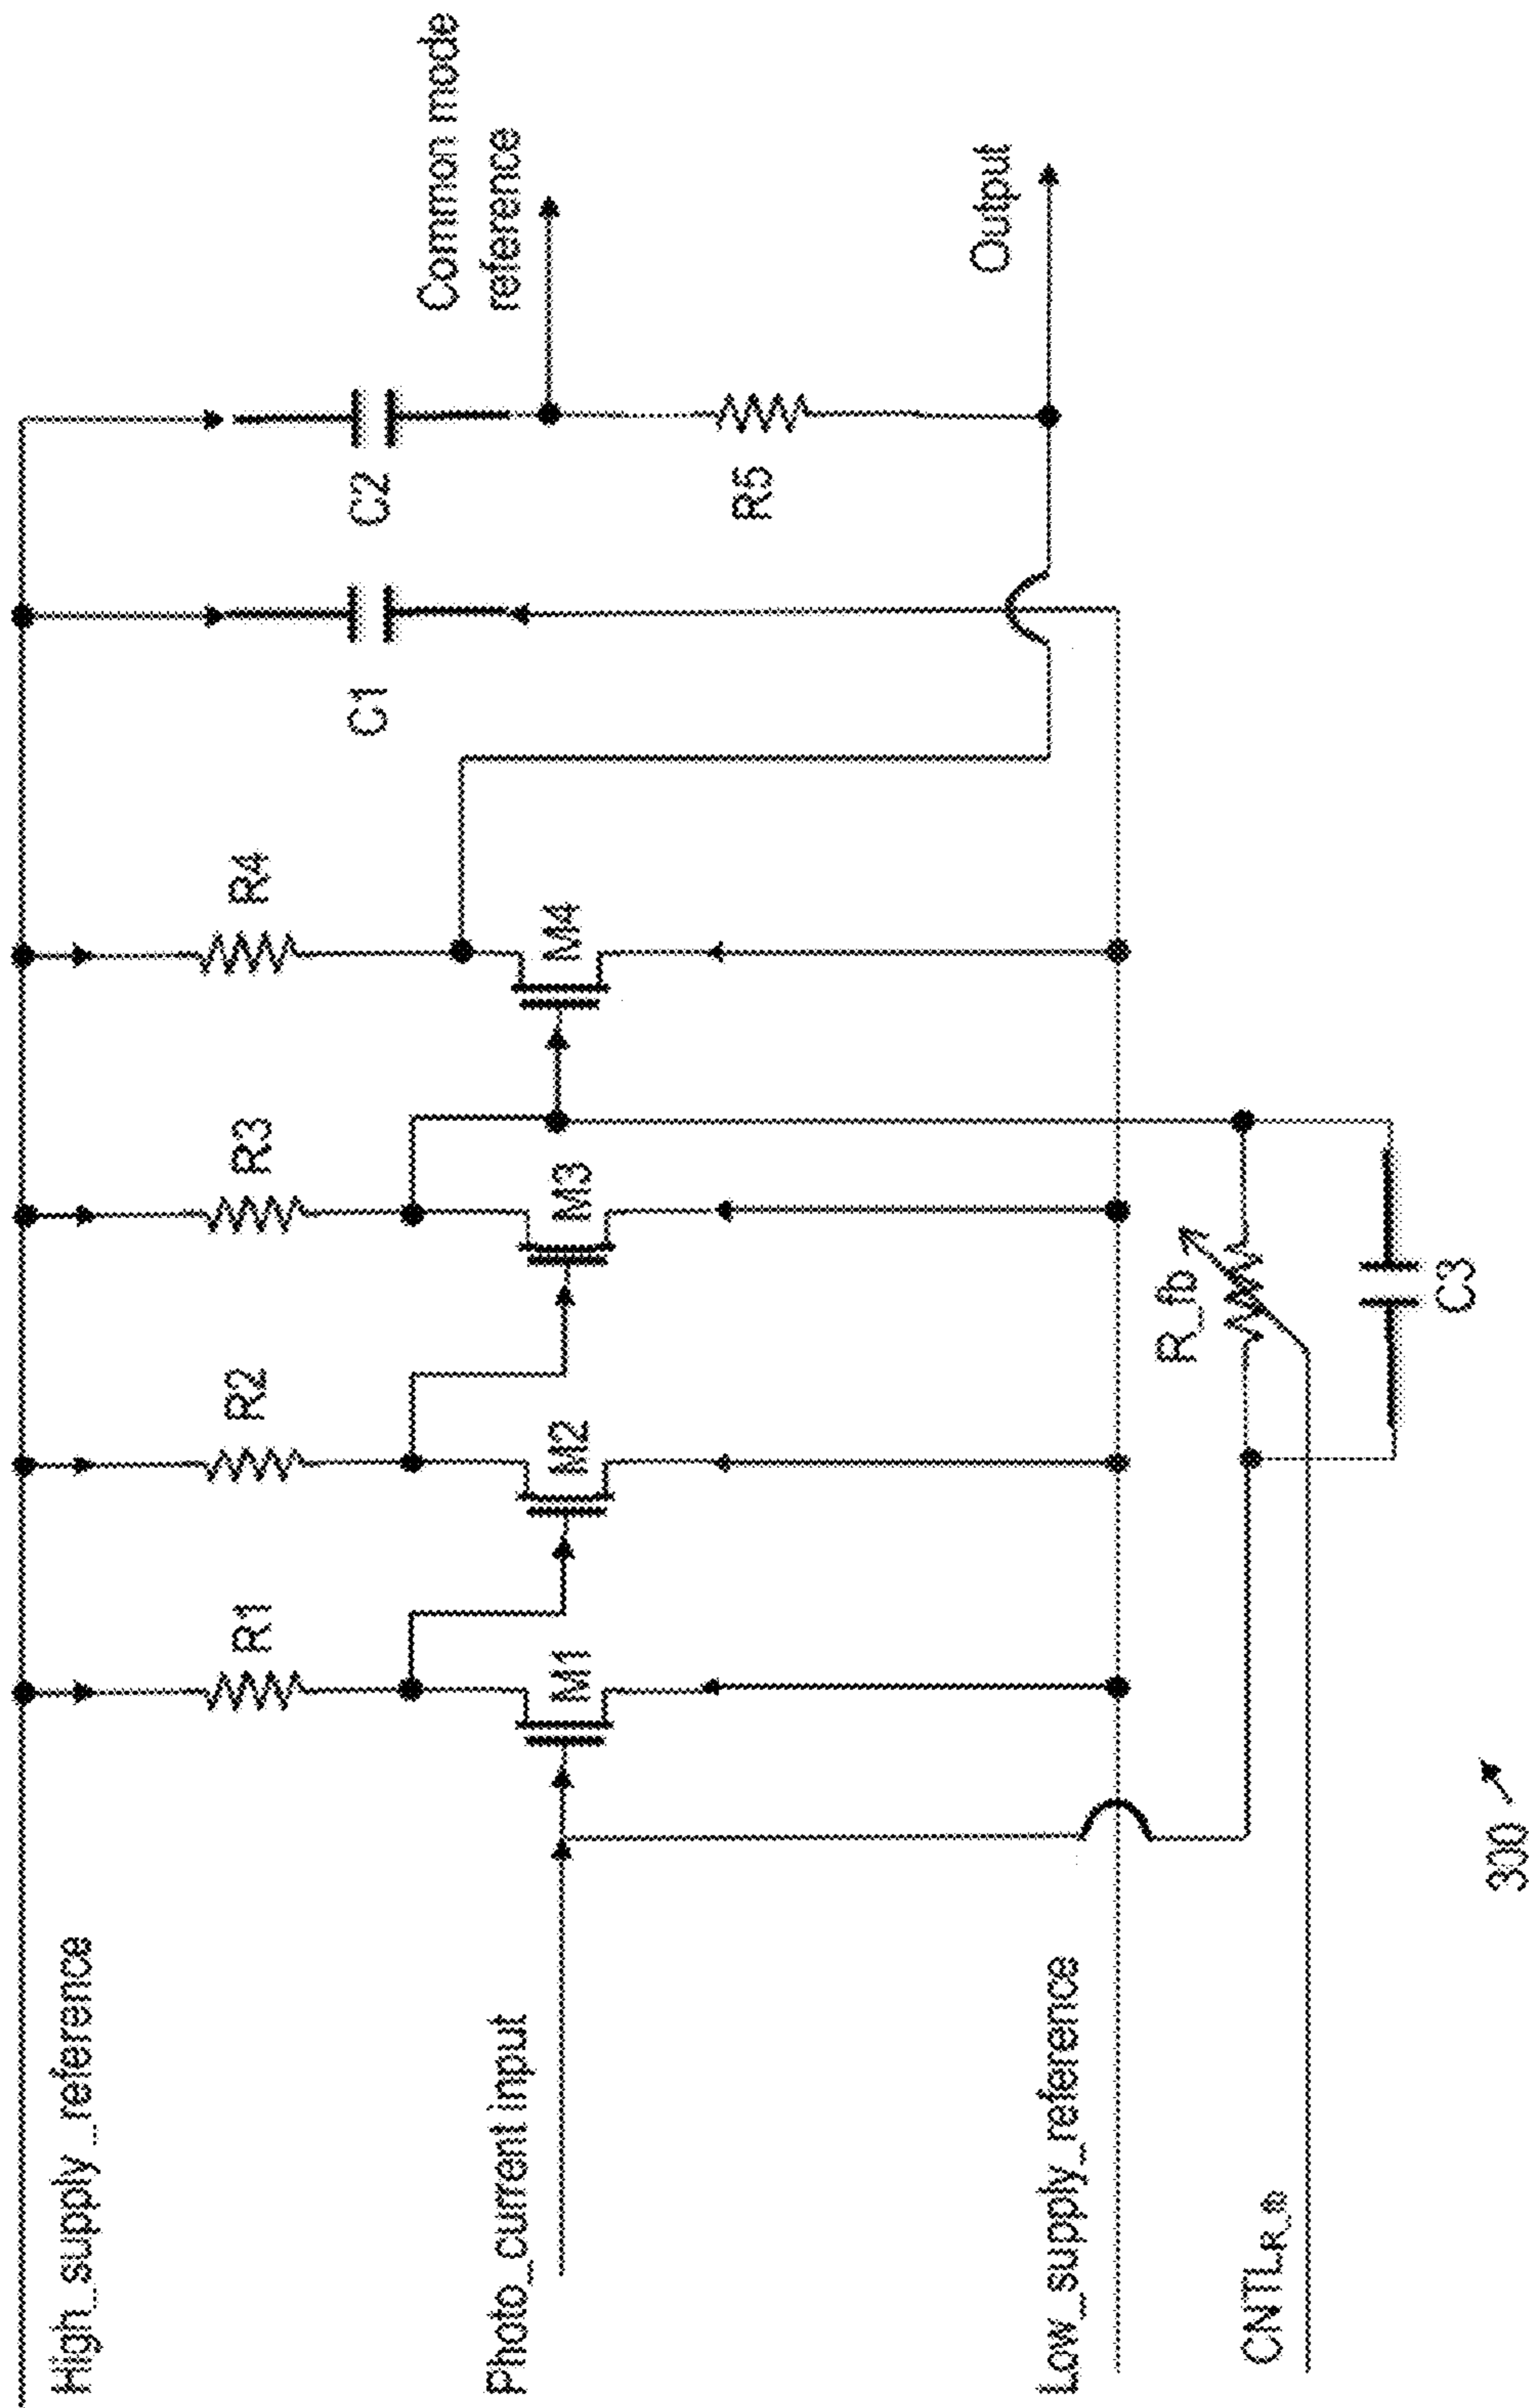 High_supply_reference
R1
R2
R3
R4
C1
C2
Common mode
reference
Photo_current input
M1
M2
M3
M4
R5
Output
Low_supply_reference
R_fb
CNTLR_fb
C3
300